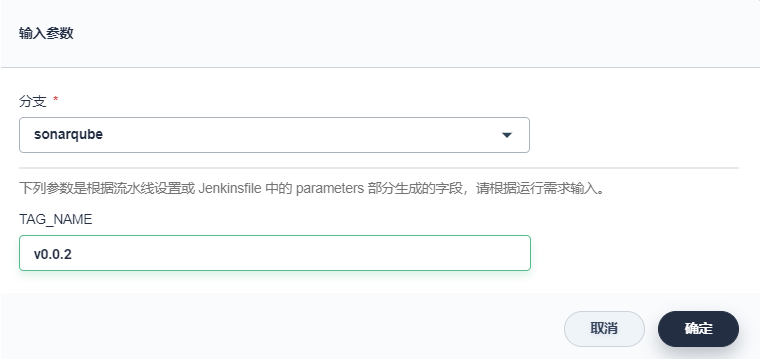 输入参数
分支 *
sonarqube
下列参数是根据流水线设置或 Jenkinsfile 中的 parameters 部分生成的字段，请根据运行需求输入。
TAG_NAME
v0.0.2
取消 确定